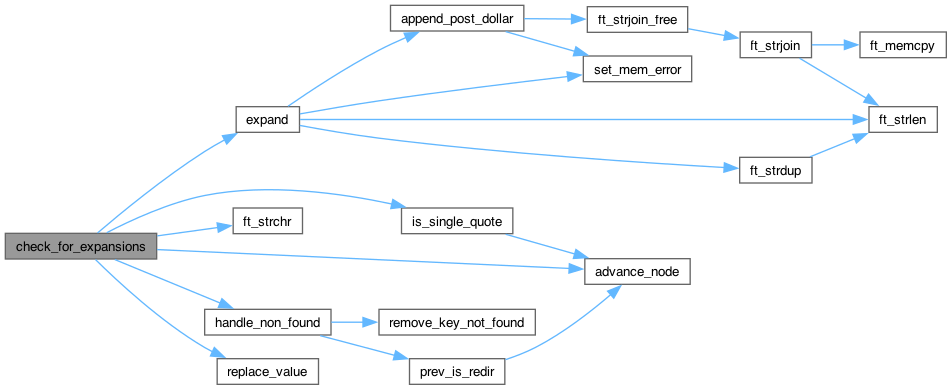 append_post_dollar
ft_strjoin_free
ft_strjoin
ft_memcpy
set_mem_error
expand
ft_strlen
ft_strdup
ft_strchr
is_single_quote
check_for_expansions
advance_node
handle_non_found
remove_key_not_found
replace_value
prev_is_redir